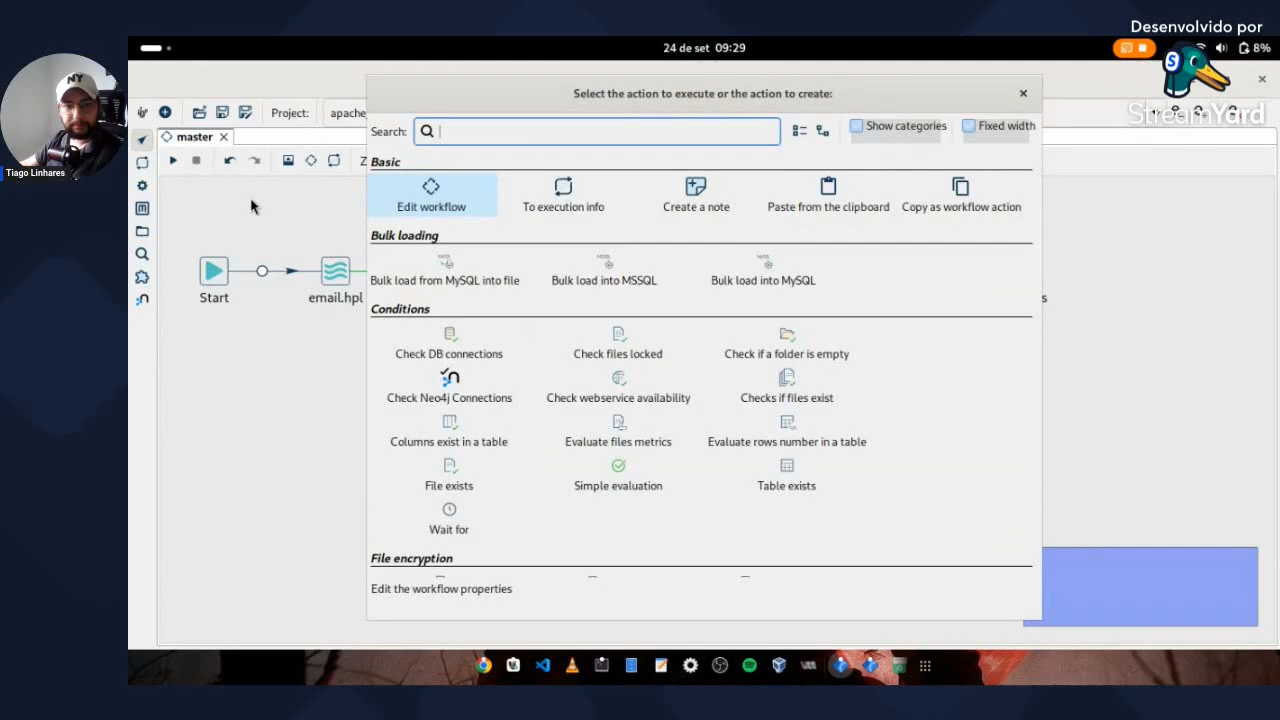 Desenvolvido por
StreamYard
24 de set 09:29
8%
Tiago Linhares
Project:
apache
master
Select the action to execute or the action to create:
Search:
Show categories
Fixed width
Basic
Edit workflow
To execution info
Create a note
Paste from the clipboard
Copy as workflow action
Bulk loading
Bulk load from MySQL into file
Bulk load into MSSQL
Bulk load into MySQL
Conditions
Check DB connections
Check files locked
Check if a folder is empty
Check Neo4j Connections
Check webservice availability
Checks if files exist
Columns exist in a table
Evaluate files metrics
Evaluate rows number in a table
File exists
Simple evaluation
Table exists
Wait for
File encryption
Edit the workflow properties
Start
email.hpl